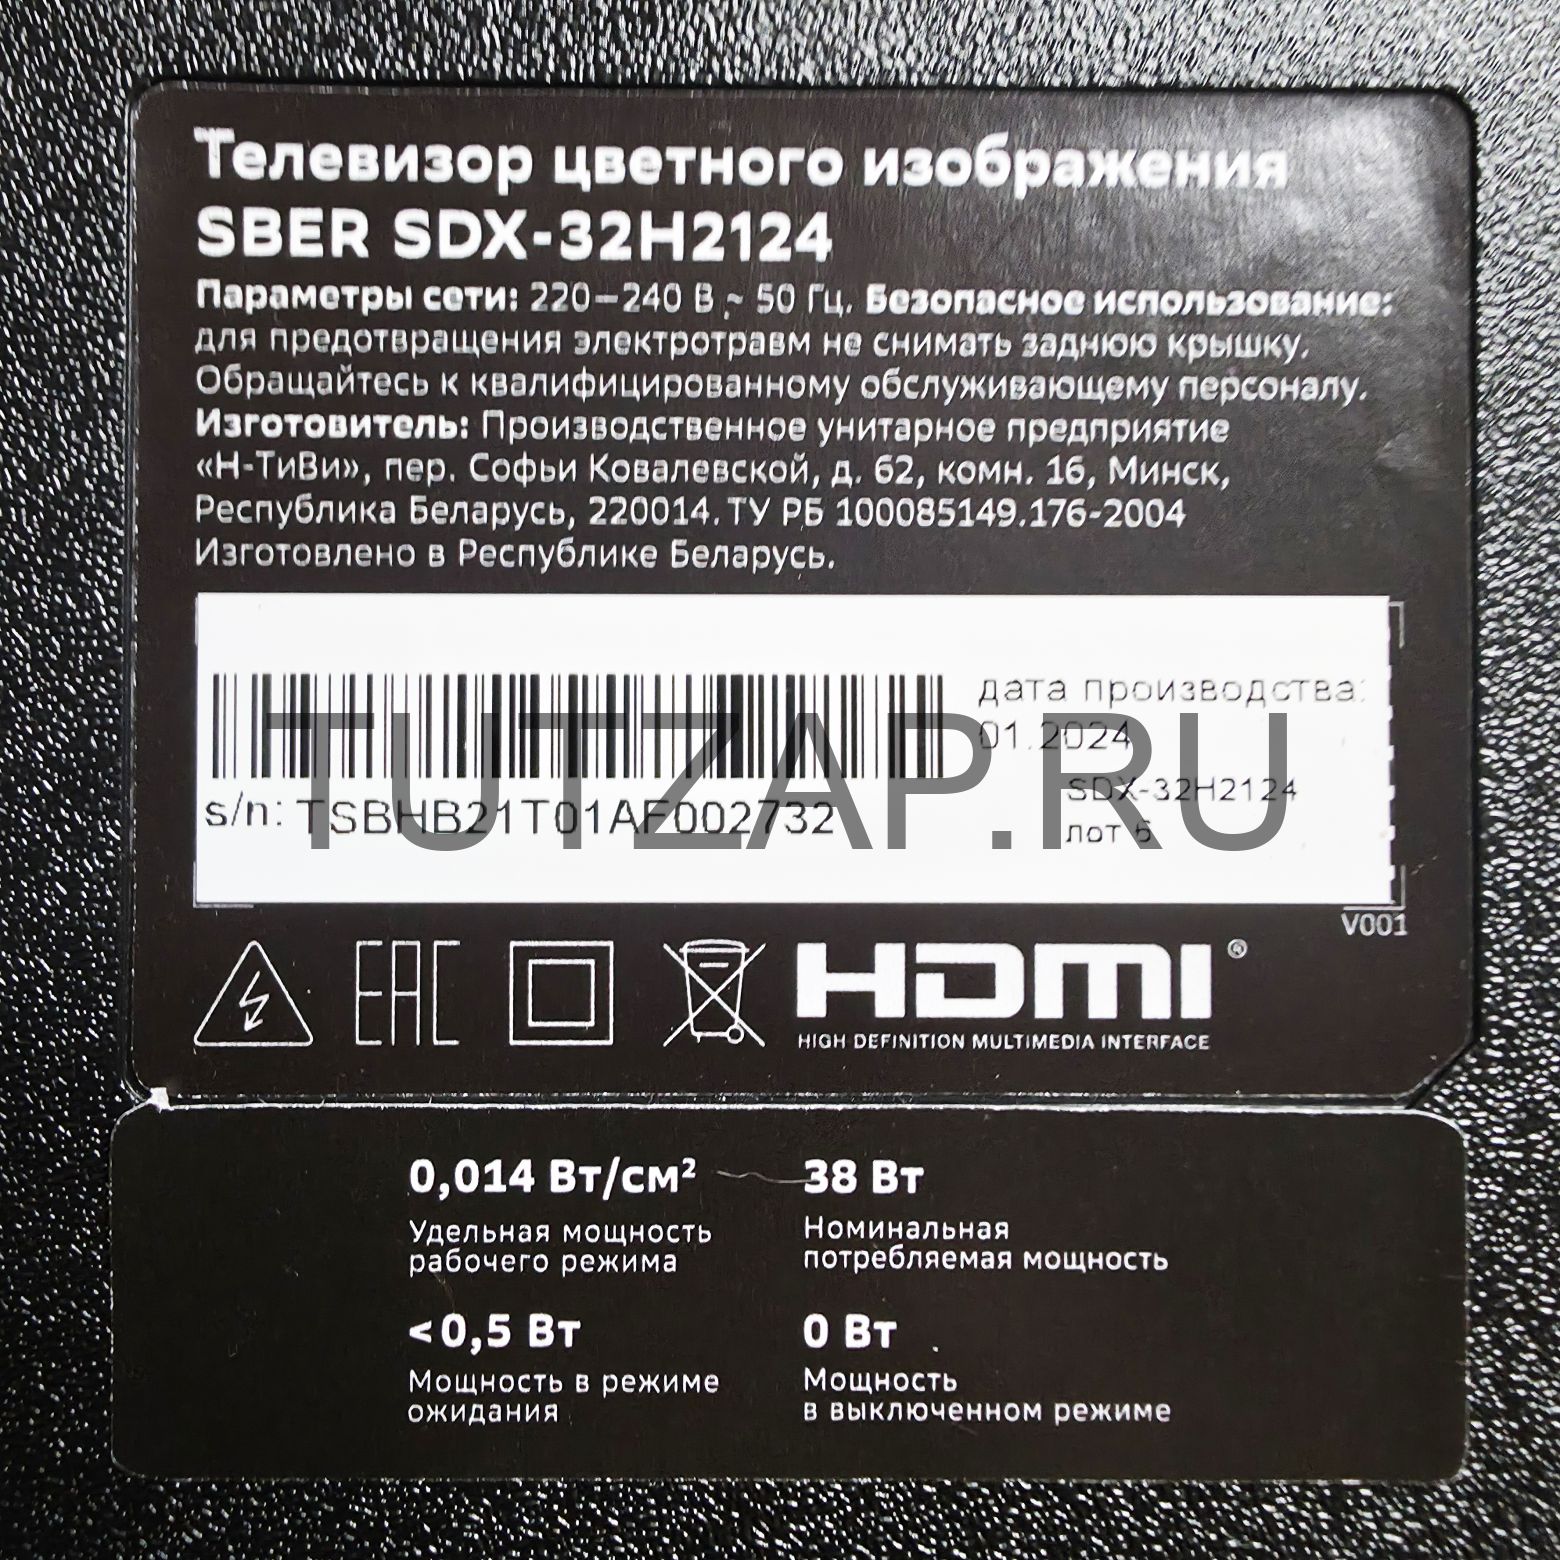 Телевизор цветного изображения
SBER SDX-32H2124
Параметры сети: 220–240 В ~ 50 Гц. Безопасное использование:
для предотвращения электротравм не снимать заднюю крышку.
Обращайтесь к квалифицированному обслуживающему персоналу.
Изготовитель: Производственное унитарное предприятие
«Н-ТиВи», пер. Софьи Ковалевской, д. 62, комн. 16, Минск,
Республика Беларусь, 220014. ТУ РБ 100085149.176-2004
Изготовлено в Республике Беларусь.
дата производства:
01.2024
SDX-32H2124
лот 6
s/n: TSBHB21T01AF002732
TUTZAP.RU
V001
EAC
HDMI®
HIGH DEFINITION MULTIMEDIA INTERFACE
0,014 Вт/см²
Удельная мощность
рабочего режима
38 Вт
Номинальная
потребляемая мощность
<0,5 Вт
Мощность в режиме
ожидания
0 Вт
Мощность
в выключенном режиме